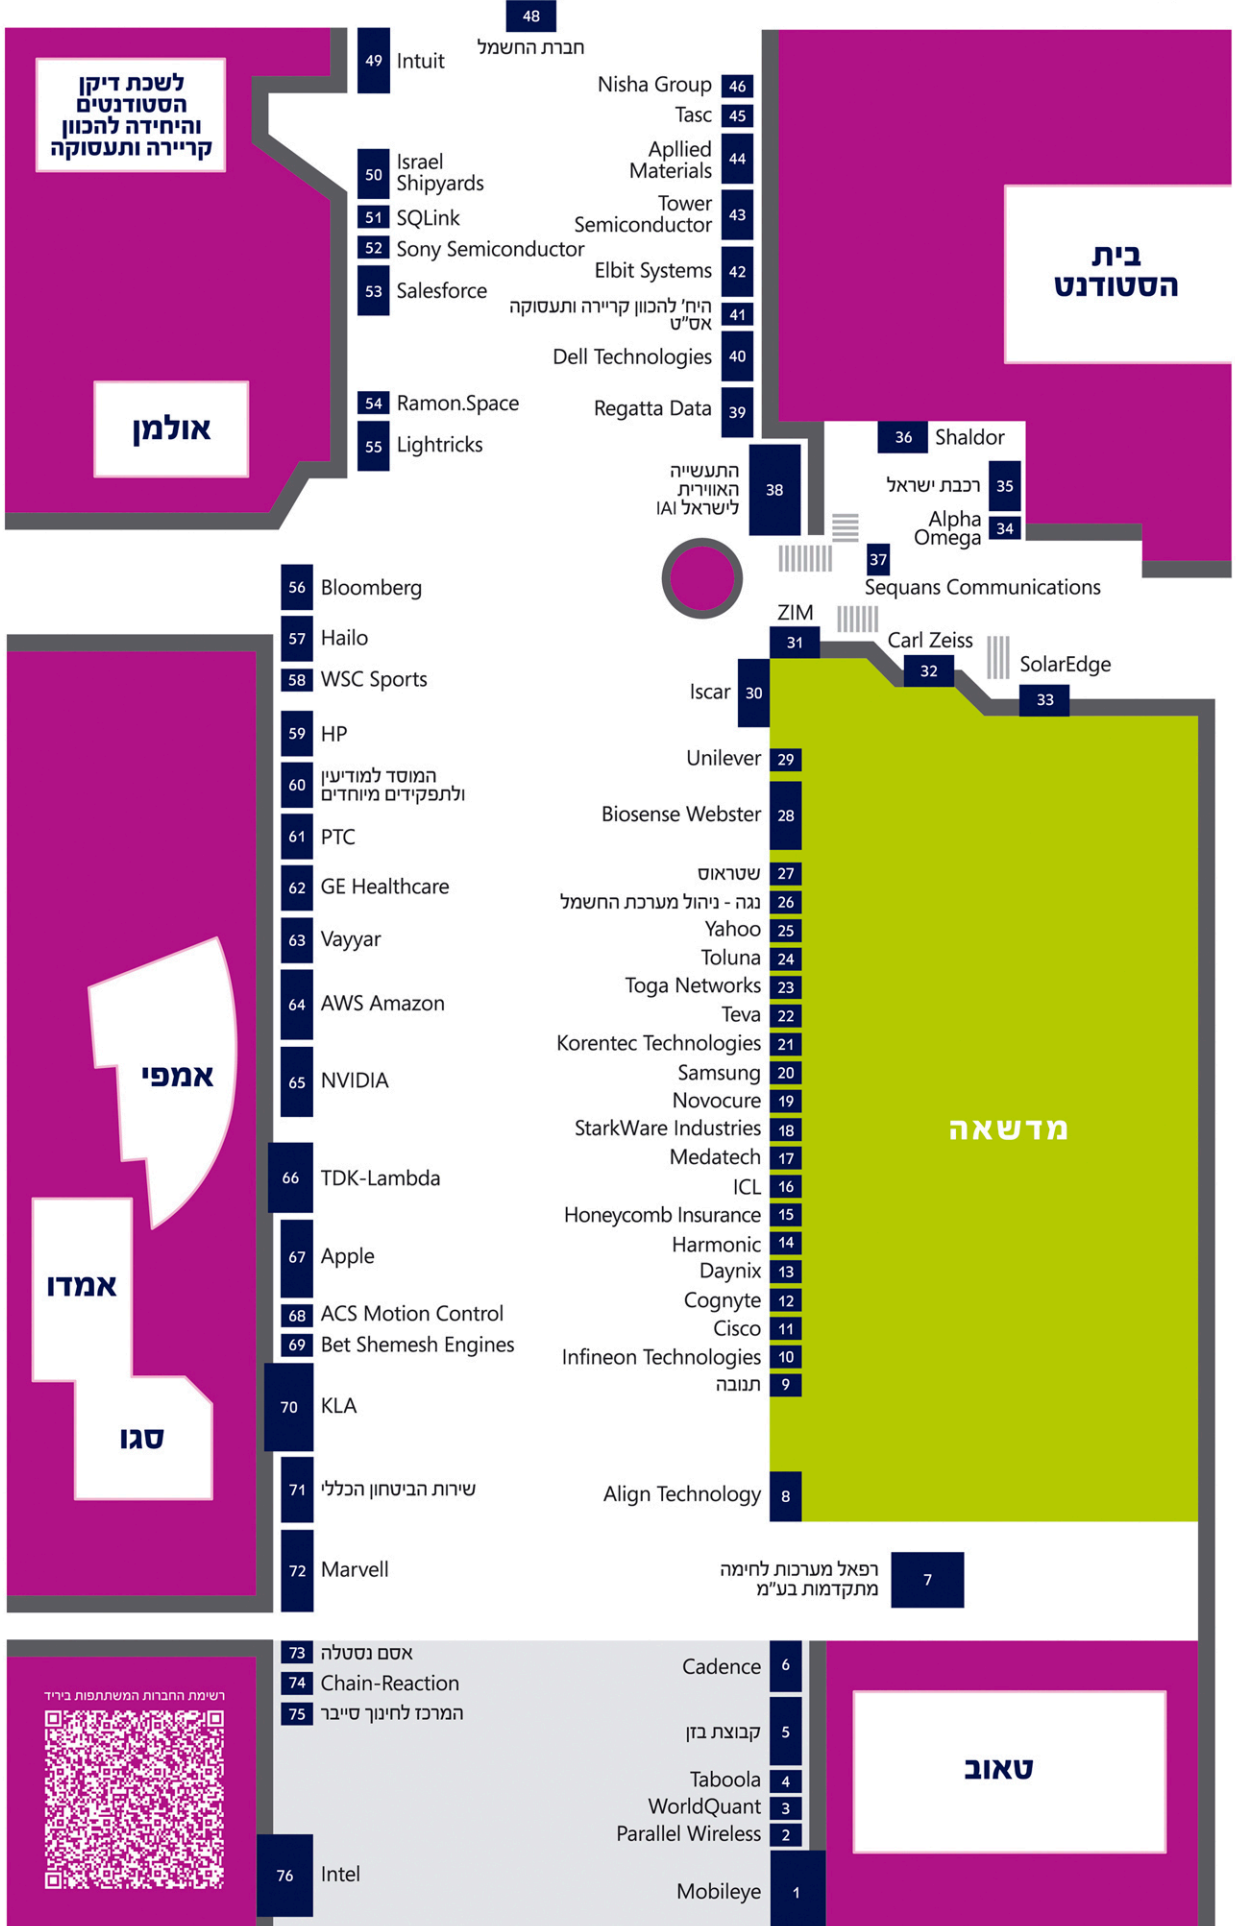 48
חברת החשמל
49 Intuit
לשכת דיקן
הסטודנטים
והיחידה להכוון
קריירה ותעסוקה
50 Israel
Shipyards
51 SQLink
52 Sony Semiconductor
53 Salesforce
אולמן
54 Ramon.Space
55 Lightricks
Nisha Group 46
Tasc 45
Apllied
Materials 44
Tower
Semiconductor 43
Elbit Systems 42
היח' להכוון קריירה ותעסוקה
אס"ט 41
Dell Technologies 40
Regatta Data 39
התעשייה
האווירית
לישראל IAI 38
בית
הסטודנט
36 Shaldor
רכבת ישראל 35
Alpha
Omega 34
37
Sequans Communications
ZIM
31
Carl Zeiss
32
SolarEdge
33
Iscar 30
Unilever 29
Biosense Webster 28
שטראוס 27
נגה - ניהול מערכת החשמל 26
Yahoo 25
Toluna 24
Toga Networks 23
Teva 22
Korentec Technologies 21
Samsung 20
Novocure 19
StarkWare Industries 18
Medatech 17
ICL 16
Honeycomb Insurance 15
Harmonic 14
Daynix 13
Cognyte 12
Cisco 11
Infineon Technologies 10
תנובה 9
Align Technology 8
מדשאה
56 Bloomberg
57 Hailo
58 WSC Sports
59 HP
60 המוסד למודיעין
ולתפקידים מיוחדים
61 PTC
62 GE Healthcare
63 Vayyar
64 AWS Amazon
65 NVIDIA
66 TDK-Lambda
67 Apple
68 ACS Motion Control
69 Bet Shemesh Engines
70 KLA
71 שירות הביטחון הכללי
72 Marvell
אמפי
אמדו
סגו
רפאל מערכות לחימה
מתקדמות בע"מ 7
73 אסם נסטלה
74 Chain-Reaction
75 המרכז לחינוך סייבר
76 Intel
רשימת החברות המשתתפות ביריד
Cadence 6
קבוצת בזן 5
Taboola 4
WorldQuant 3
Parallel Wireless 2
Mobileye 1
טאוב